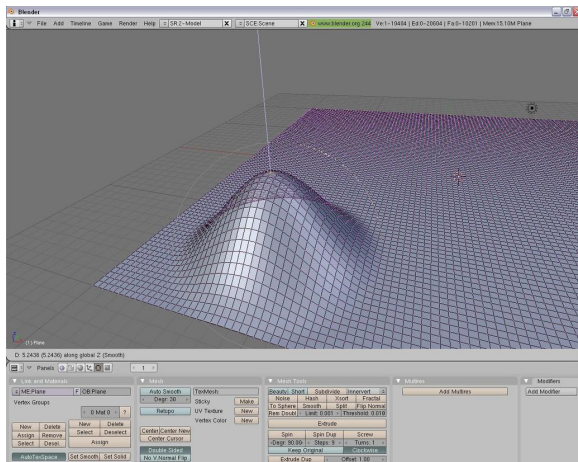 Blender
File Add Timeline Game Render Help SR:2-Model X SCE:Scene X www.blender.org 244 Ve:1-10404 | Ed:0-20604 | Fa:0-10201 | Mem:15.10M Plane
(1) Plane
D: 5.2436 (5.2436) along global Z (Smooth)
Panels 1
Link and Materials Mesh Mesh Tools Multires Modifiers
ME:Plane F OB:Plane Auto Smooth TexMesh: Beauty Short Subdivide Innervert Add Multires Add Modifier
Vertex Groups Degr: 30 Sticky Make Noise Hash Xsort Fractal
0 Mat 0 ? Retopo UV Texture New To Sphere Smooth Split Flip Normal
Vertex Color New Rem Doubl Limit: 0.001 Threshold: 0.010
New Delete New Delete Extrude
Assign Remove Select Deselect Center Center New Spin Spin Dup Screw
Select Desel. Assign Center Cursor Degr: 90.00 Steps: 9 Turns: 1
Double Sided Keep Original Clockwise
AutoTexSpace Set Smooth Set Solid No V.Normal Flip Extrude Dup Offset: 1.00